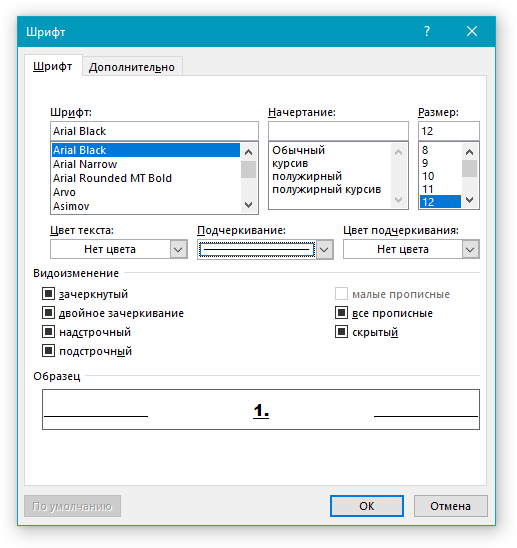 Шрифт ? ×
Шрифт Дополнительно
Шрифт: Начертание: Размер:
Arial Black 12
Arial Black Обычный 8
Arial Narrow курсив 9
Arial Rounded MT Bold полужирный 10
Arvo полужирный курсив 11
Asimov 12
Цвет текста: Подчеркивание: Цвет подчеркивания:
Нет цвета Нет цвета
Видоизменение
зачеркнутый малые прописные
двойное зачеркивание все прописные
надстрочный скрытый
подстрочный
Образец
1.
По умолчанию ОК Отмена